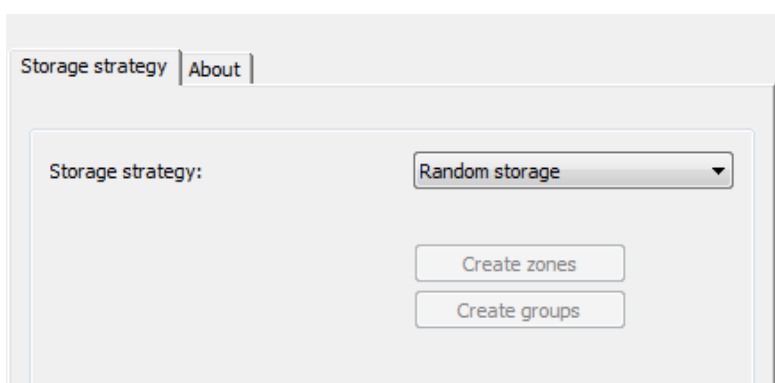 Storage strategy About
Storage strategy: Random storage
Create zones
Create groups